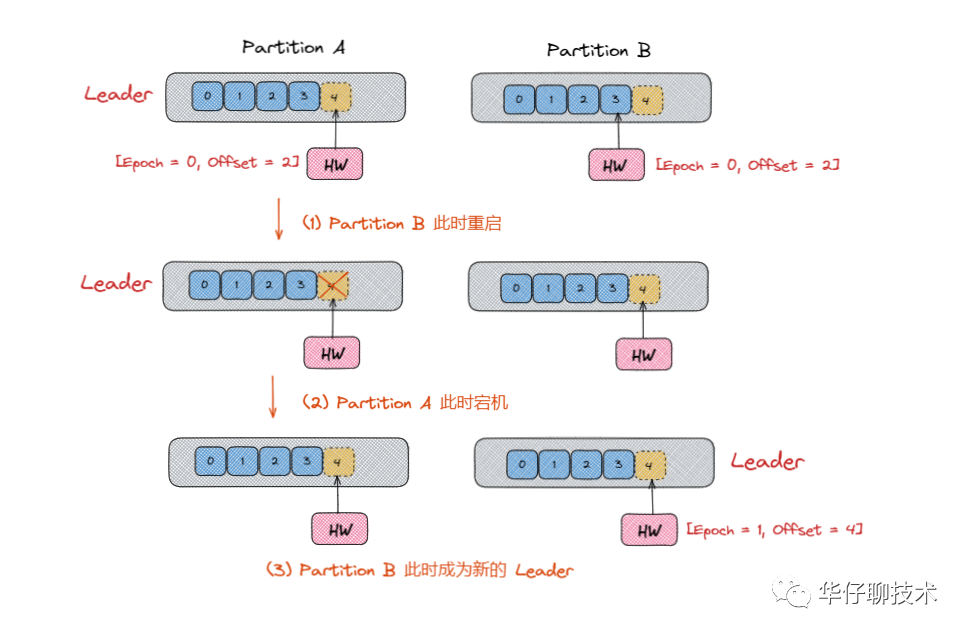 Partition A
Partition B
Leader
0 1 2 3 4
0 1 2 3 4
[Epoch = 0, Offset = 2]
HW
HW
[Epoch = 0, Offset = 2]
(1) Partition B 此时重启
Leader
0 1 2 3 4
0 1 2 3 4
HW
HW
(2) Partition A 此时宕机
0 1 2 3 4
0 1 2 3 4
Leader
HW
HW
[Epoch = 1, Offset = 4]
(3) Partition B 此时成为新的 Leader
华仔聊技术